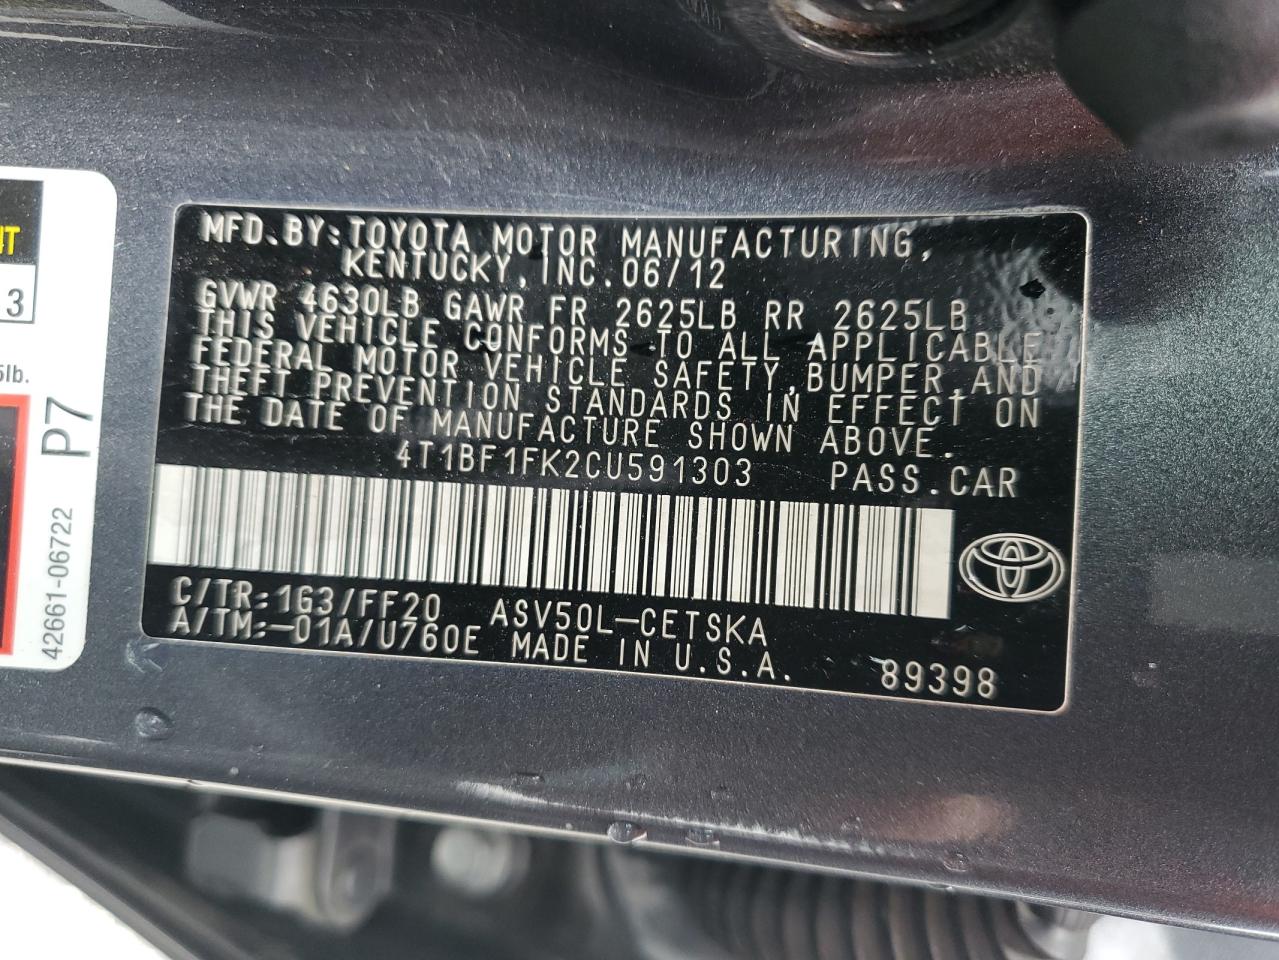 MFD.BY:TOYOTA MOTOR MANUFACTURING,
KENTUCKY,INC.06/12
GVWR 4630LB GAWR FR 2625LB RR 2625LB
THIS VEHICLE CONFORMS TO ALL APPLICABLE
FEDERAL MOTOR VEHICLE SAFETY,BUMPER,AND
THEFT PREVENTION STANDARDS IN EFFECT ON
THE DATE OF MANUFACTURE SHOWN ABOVE.
4T1BF1FK2CU591303 PASS.CAR
C/TR:1G3/FF20 ASV50L-CETSKA
A/TM:-01A/U760E MADE IN U.S.A.
89398
3
lb.
P7
42661-06722